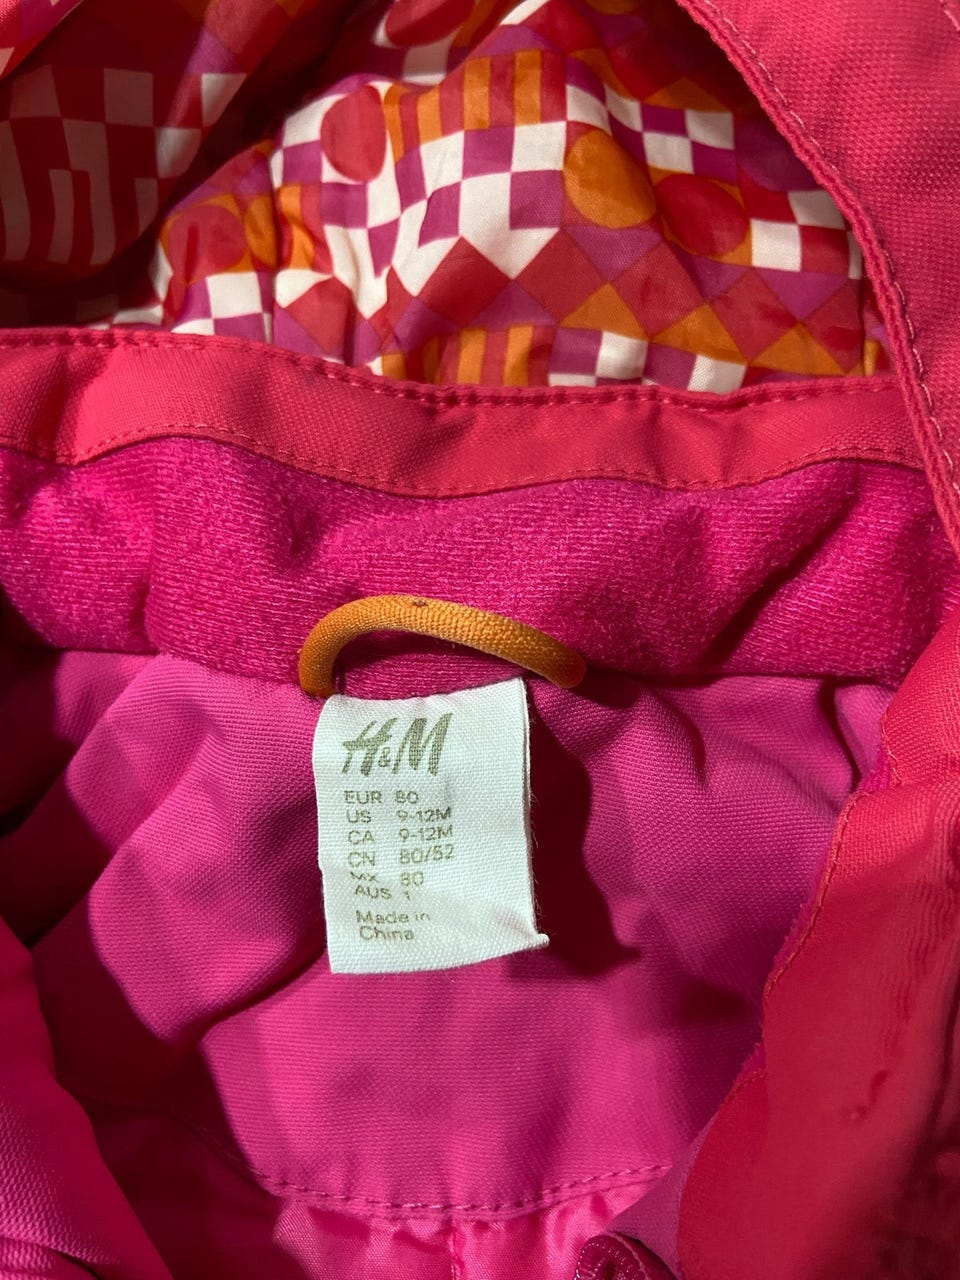 H&M
EUR 80
US 9-12M
CA 9-12M
CN 80/52
MX 80
AUS 1
Made in
China